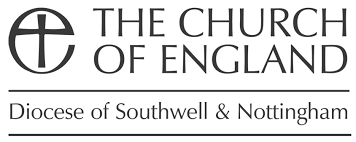 THE CHURCH
OF ENGLAND
Diocese of Southwell & Nottingham